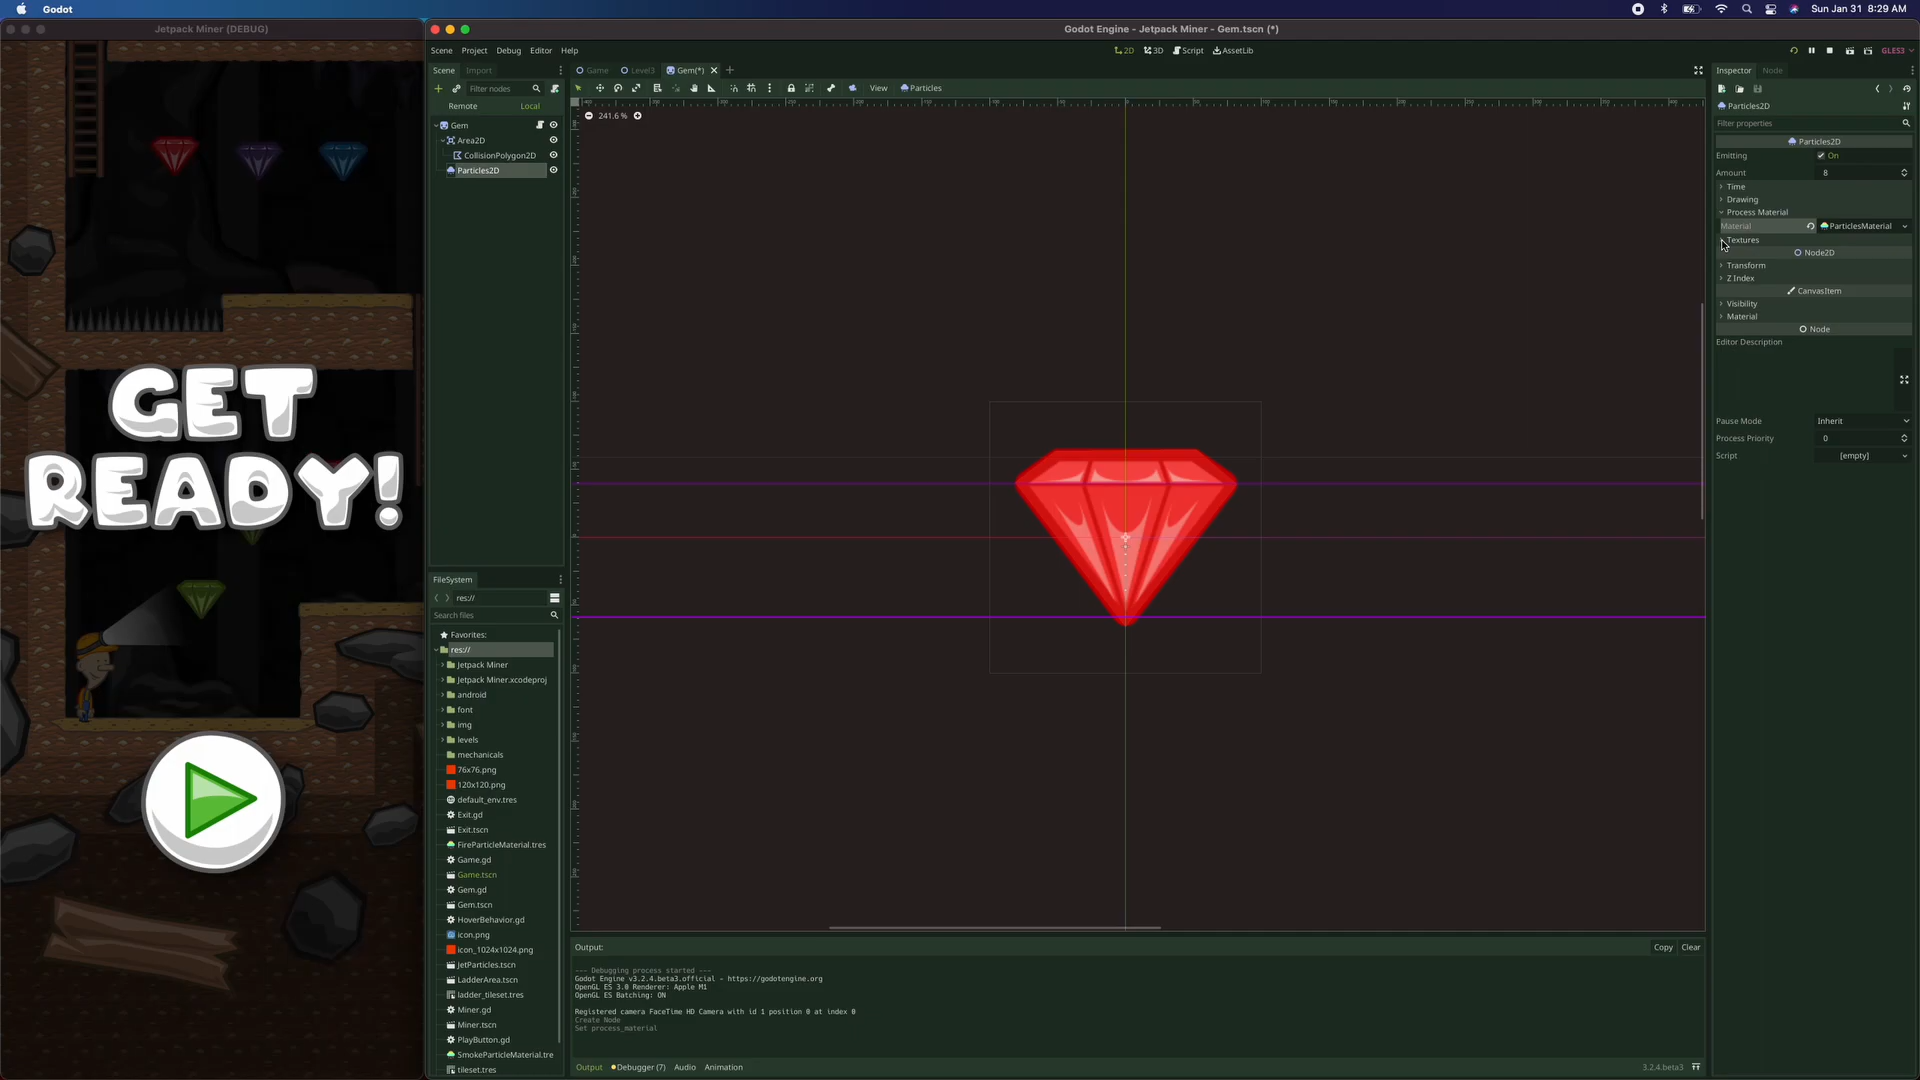 Godot
Sun Jan 31 8:29 AM
Jetpack Miner (DEBUG)
Godot Engine - Jetpack Miner - Gem.tscn (*)
Scene Project Debug Editor Help
2D 3D Script AssetLib
GLES3
Scene Import
Game Level3 Gem(*)
Inspector Node
Filter nodes
View Particles
Remote Local
Particles2D
241.6 %
Filter properties
Gem
Area2D
CollisionPolygon2D
Particles2D
Particles2D
Emitting On
Amount 8
Time
Drawing
Process Material
Material ParticlesMaterial
Textures
Node2D
Transform
Z Index
CanvasItem
Visibility
Material
Node
Editor Description
Pause Mode Inherit
Process Priority 0
Script [empty]
GET
READY!
FileSystem
res://
Search files
Favorites:
res://
Jetpack Miner
Jetpack Miner.xcodeproj
android
font
img
levels
mechanicals
76x76.png
120x120.png
default_env.tres
Exit.gd
Exit.tscn
FireParticleMaterial.tres
Game.gd
Game.tscn
Gem.gd
Gem.tscn
HoverBehavior.gd
icon.png
icon_1024x1024.png
JetParticles.tscn
LadderArea.tscn
ladder_tileset.tres
Miner.gd
Miner.tscn
PlayButton.gd
SmokeParticleMaterial.tre
tileset.tres
Output:
Copy Clear
--- Debugging process started ---
Godot Engine v3.2.4.beta3.official - https://godotengine.org
OpenGL ES 3.0 Renderer: Apple M1
OpenGL ES Batching: ON
Registered camera FaceTime HD Camera with id 1 position 0 at index 0
Create Node
Set process_material
Output Debugger (7) Audio Animation
3.2.4.beta3